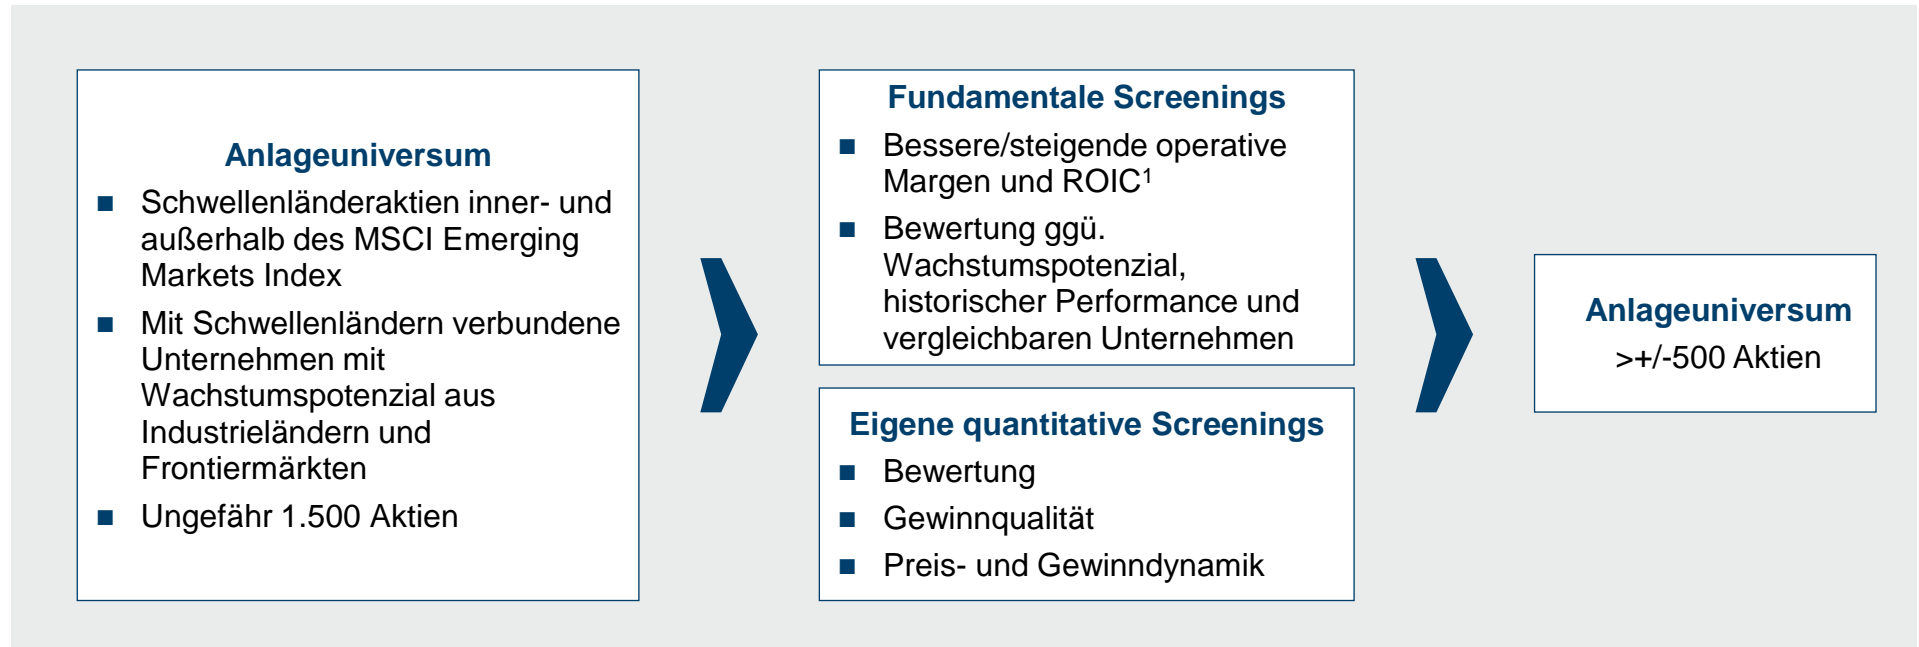 Anlageuniversum
■ Schwellenländeraktien inner- und
außerhalb des MSCI Emerging
Markets Index
■ Mit Schwellenländern verbundene
Unternehmen mit
Wachstumspotenzial aus
Industrieländern und
Frontiermärkten
■ Ungefähr 1.500 Aktien
Fundamentale Screenings
■ Bessere/steigende operative
Margen und ROIC¹
■ Bewertung ggü.
Wachstumspotenzial,
historischer Performance und
vergleichbaren Unternehmen
Eigene quantitative Screenings
■ Bewertung
■ Gewinnqualität
■ Preis- und Gewinndynamik
Anlageuniversum
>+/-500 Aktien